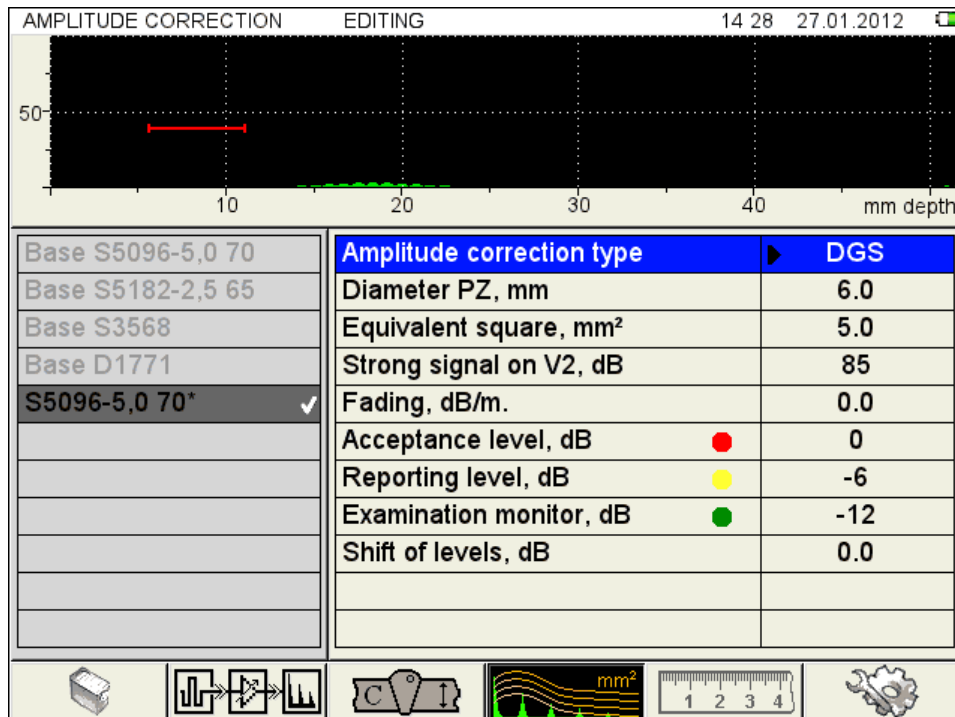 AMPLITUDE CORRECTION EDITING 14 28 27.01.2012
50
10 20 30 40 mm depth
Base S5096-5,0 70
Base S5182-2,5 65
Base S3568
Base D1771
S5096-5,0 70*
Amplitude correction type DGS
Diameter PZ, mm 6.0
Equivalent square, mm² 5.0
Strong signal on V2, dB 85
Fading, dB/m. 0.0
Acceptance level, dB 0
Reporting level, dB -6
Examination monitor, dB -12
Shift of levels, dB 0.0
C mm² 1 2 3 4